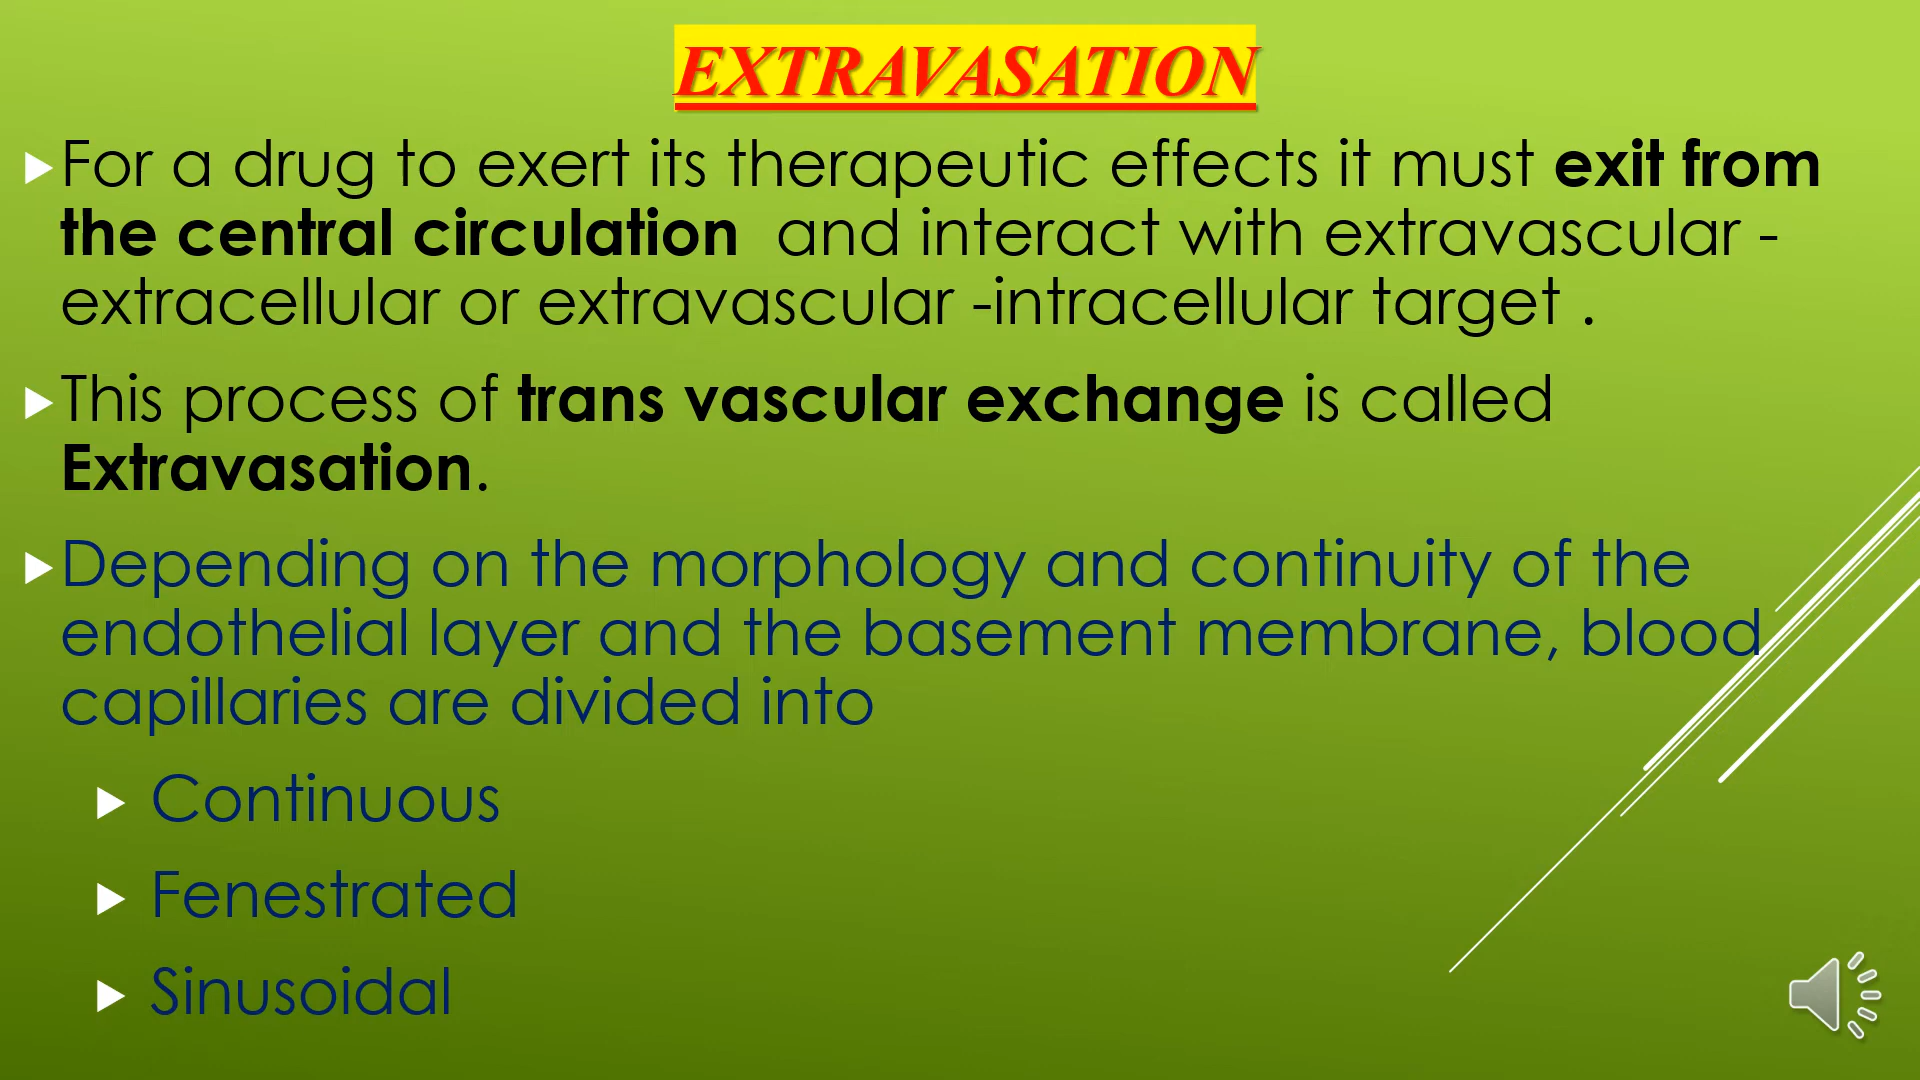 EXTRAVASATION
For a drug to exert its therapeutic effects it must exit from
the central circulation  and interact with extravascular -
extracellular or extravascular -intracellular target .
This process of trans vascular exchange is called
Extravasation.
Depending on the morphology and continuity of the
endothelial layer and the basement membrane, blood
capillaries are divided into
Continuous
Fenestrated
Sinusoidal